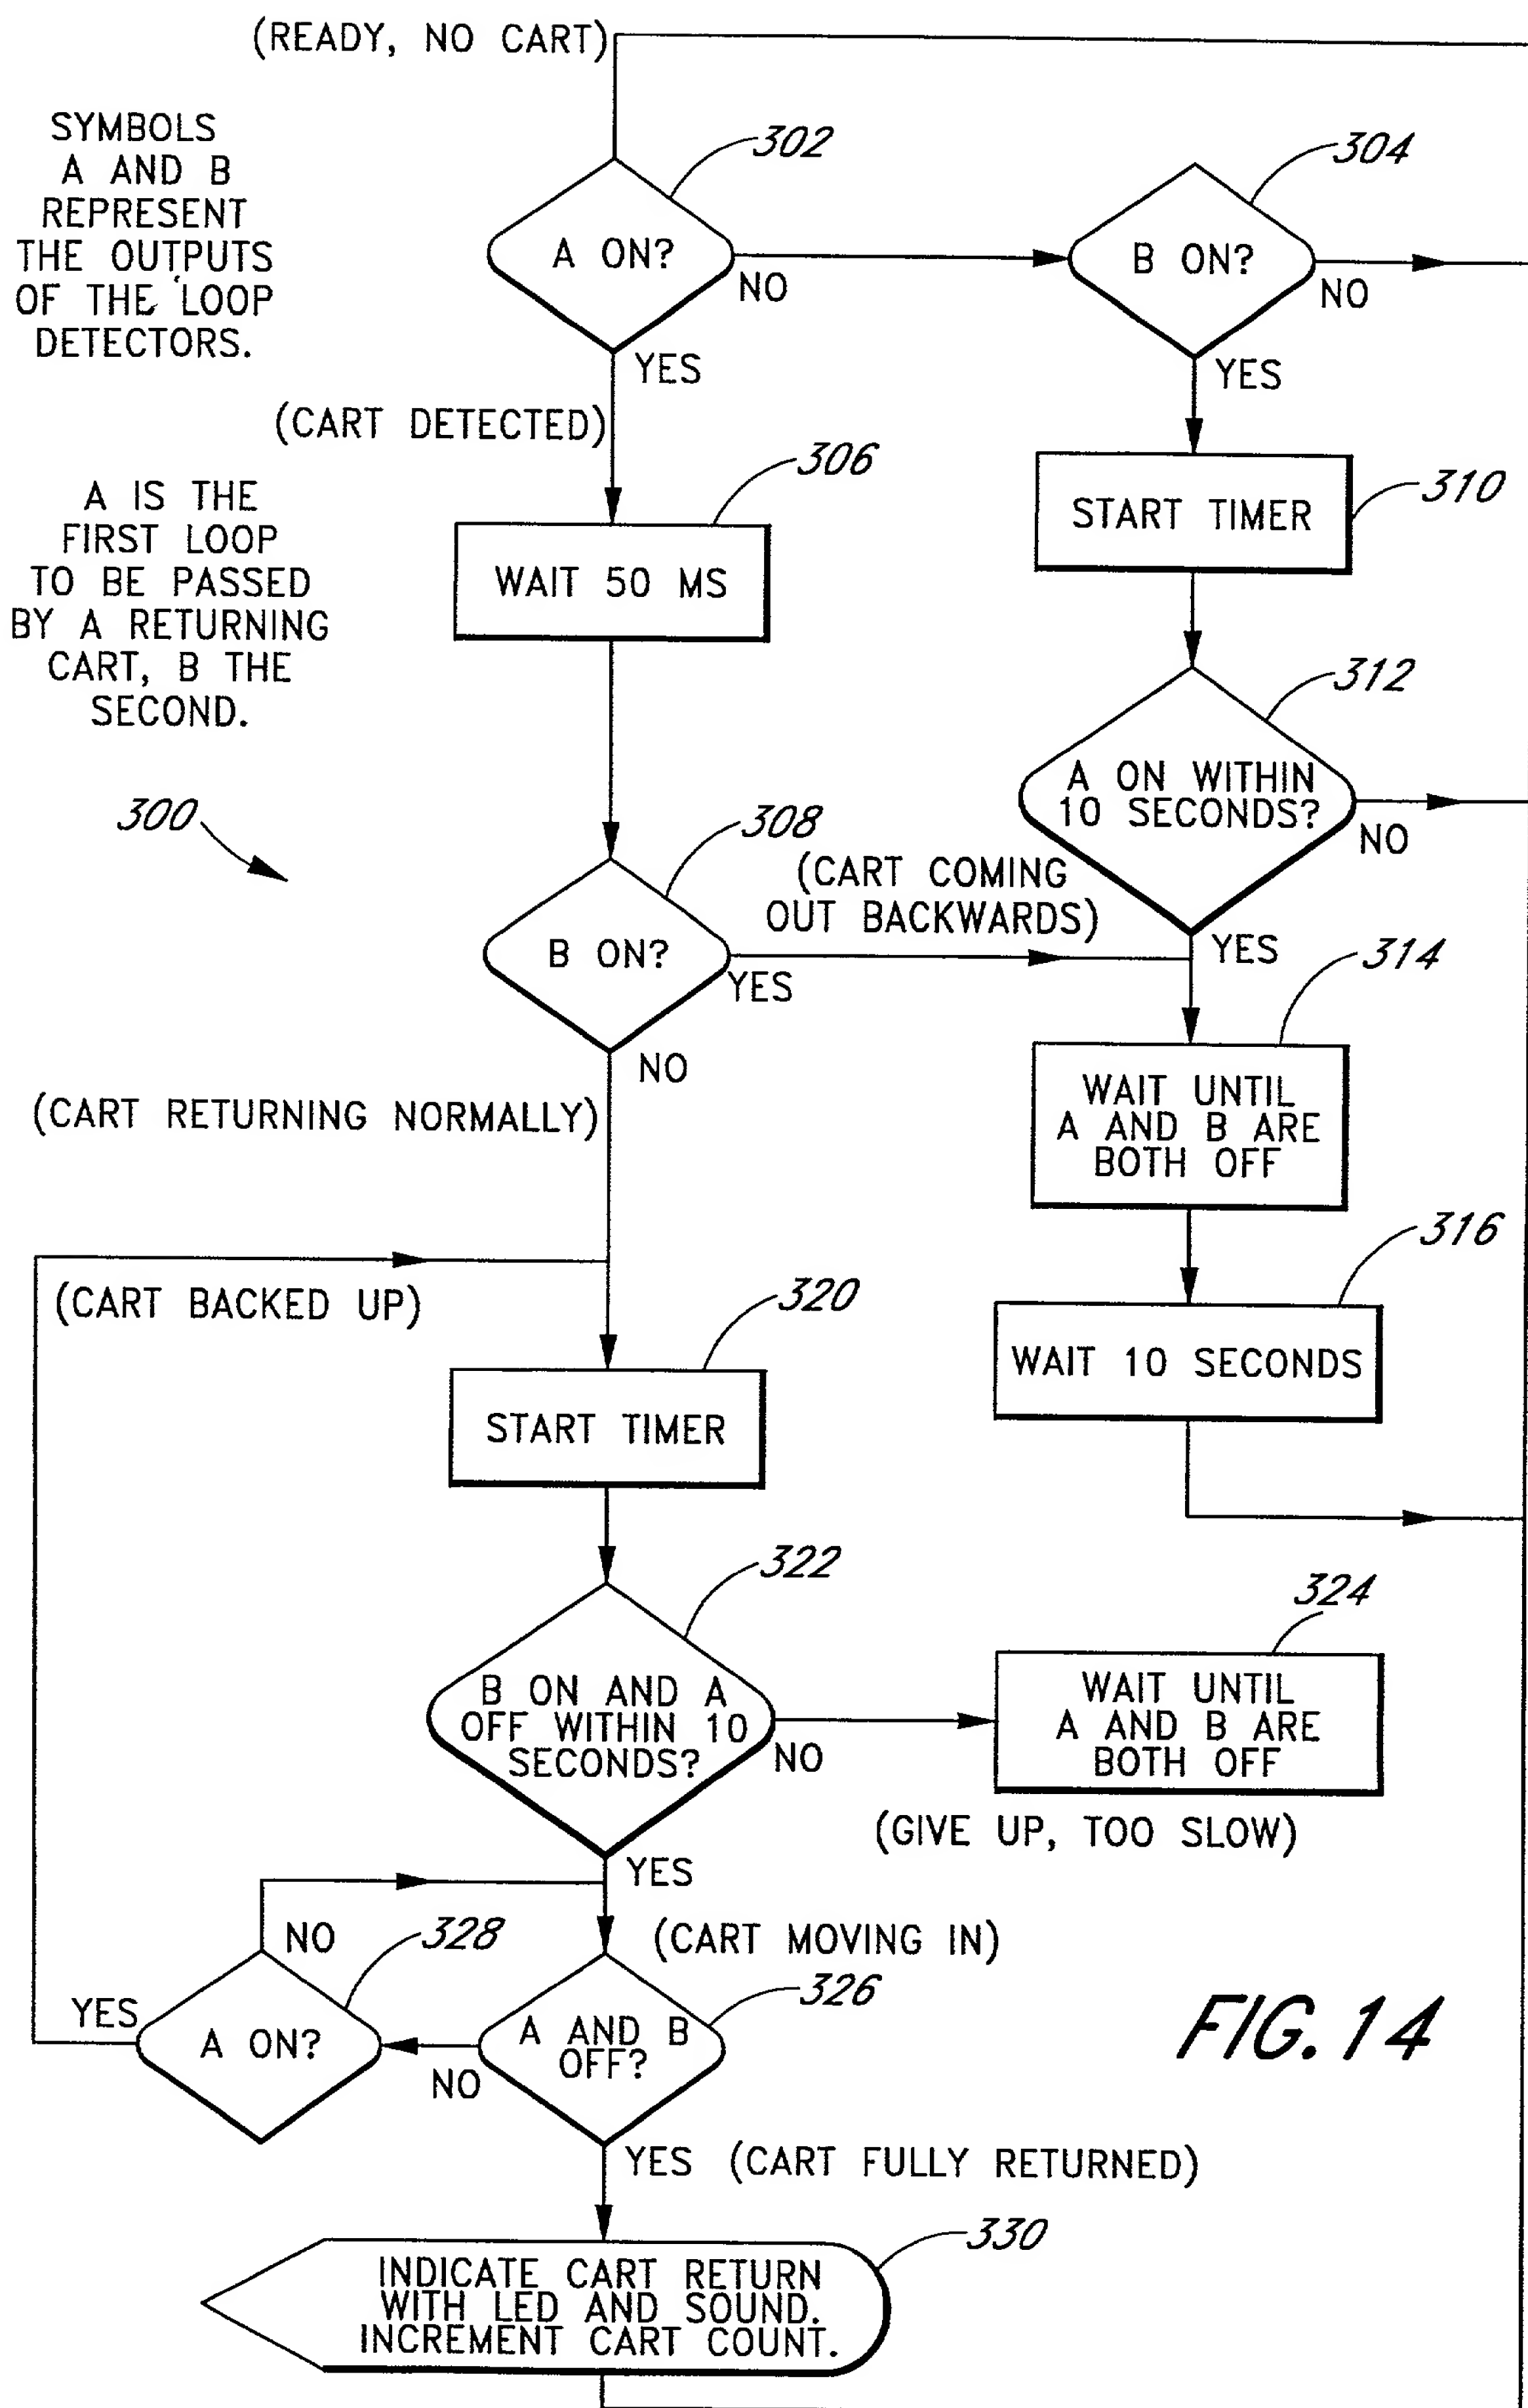 (READY, NO CART)
SYMBOLS
A AND B
REPRESENT
THE OUTPUTS
OF THE LOOP
DETECTORS.
302
A ON?
NO
YES
304
B ON?
NO
YES
(CART DETECTED)
306
WAIT 50 MS
310
START TIMER
A IS THE
FIRST LOOP
TO BE PASSED
BY A RETURNING
CART, B THE
SECOND.
312
A ON WITHIN
10 SECONDS?
NO
YES
300
308
B ON?
YES
NO
(CART COMING
OUT BACKWARDS)
314
WAIT UNTIL
A AND B ARE
BOTH OFF
(CART RETURNING NORMALLY)
316
WAIT 10 SECONDS
(CART BACKED UP)
320
START TIMER
322
B ON AND A
OFF WITHIN 10
SECONDS?
NO
YES
324
WAIT UNTIL
A AND B ARE
BOTH OFF
(GIVE UP, TOO SLOW)
(CART MOVING IN)
328
NO
YES
A ON?
326
A AND B
OFF?
NO
YES (CART FULLY RETURNED)
330
INDICATE CART RETURN
WITH LED AND SOUND.
INCREMENT CART COUNT.
FIG. 14